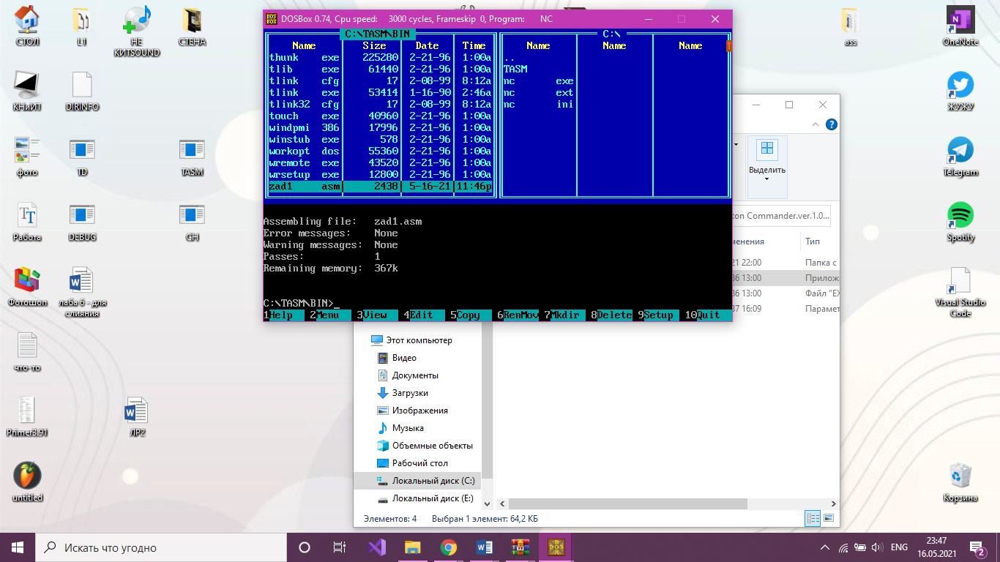 DOSBox 0.74, Cpu speed: 3000 cycles, Frameskip 0, Program: NC
C:\TASM\BIN
C:\
Name Size Date Time
Name Name Name
thunk exe 225280 2-21-96 1:00a
..
tlib exe 61440 2-21-96 1:00a
TASM
tlink cfg 17 2-08-99 8:12a
nc exe
tlink exe 53414 1-16-90 2:46a
nc ext
tlink32 cfg 17 2-08-99 8:12a
nc ini
touch exe 40960 2-21-96 1:00a
windpmi 386 17996 2-21-96 1:00a
winstub exe 578 2-21-96 1:00a
workopt dos 55360 2-21-96 1:00a
wremote exe 43520 2-21-96 1:00a
wrsetup exe 12800 2-21-96 1:00a
zad1 asm 2438 5-16-21 11:46p
Assembling file: zad1.asm
Error messages: None
Warning messages: None
Passes: 1
Remaining memory: 367k
C:\TASM\BIN>_
1Help 2Menu 3View 4Edit 5Copy 6RenMov 7Mkdir 8Delete 9Setup 10Quit
СТОЛ
L1
НЕ
КИТSOUND
СТЕНА
КНиИТ
DIRINFO
фото
TD
TASM
Работа
DEBUG
СН
Фотошоп
лаба 6 - для
слияния
что-то
Primer3.91
ЛР2
untitled
ass
OneNote
ЖУЖУ
Telegram
Spotify
Visual Studio
Code
Корзина
Выделить
ton Commander.ver.1.0...
менения Тип
21 22:00 Папка с
86 13:00 Прилож
86 13:00 Файл "EX
87 16:09 Парамет
Этот компьютер
Видео
Документы
Загрузки
Изображения
Музыка
Объемные объекты
Рабочий стол
Локальный диск (C:)
Локальный диск (E:)
Элементов: 4 Выбран 1 элемент: 64,2 КБ
Искать что угодно
ENG
23:47
16.05.2021
2